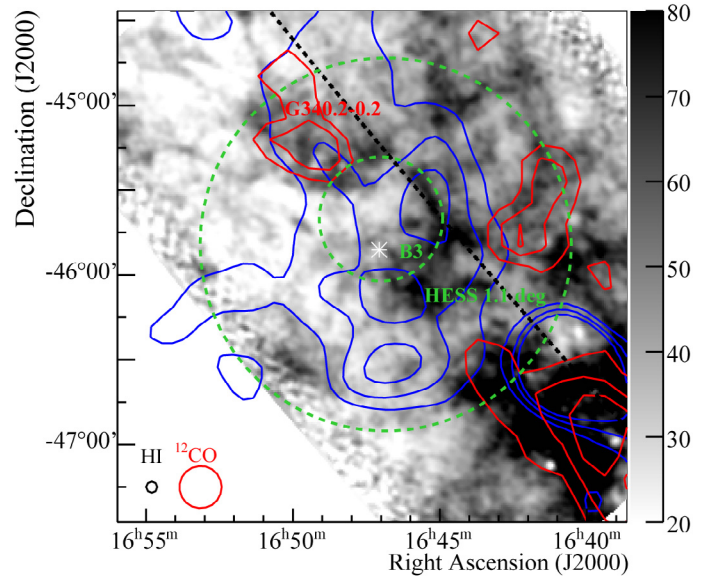 80
70
60
50
40
30
20
Declination (J2000)
-45°00'
-46°00'
-47°00'
G340.2-0.2
B3
HESS 1.1 deg
HI
¹²CO
16ʰ55ᵐ
16ʰ50ᵐ
16ʰ45ᵐ
16ʰ40ᵐ
Right Ascension (J2000)